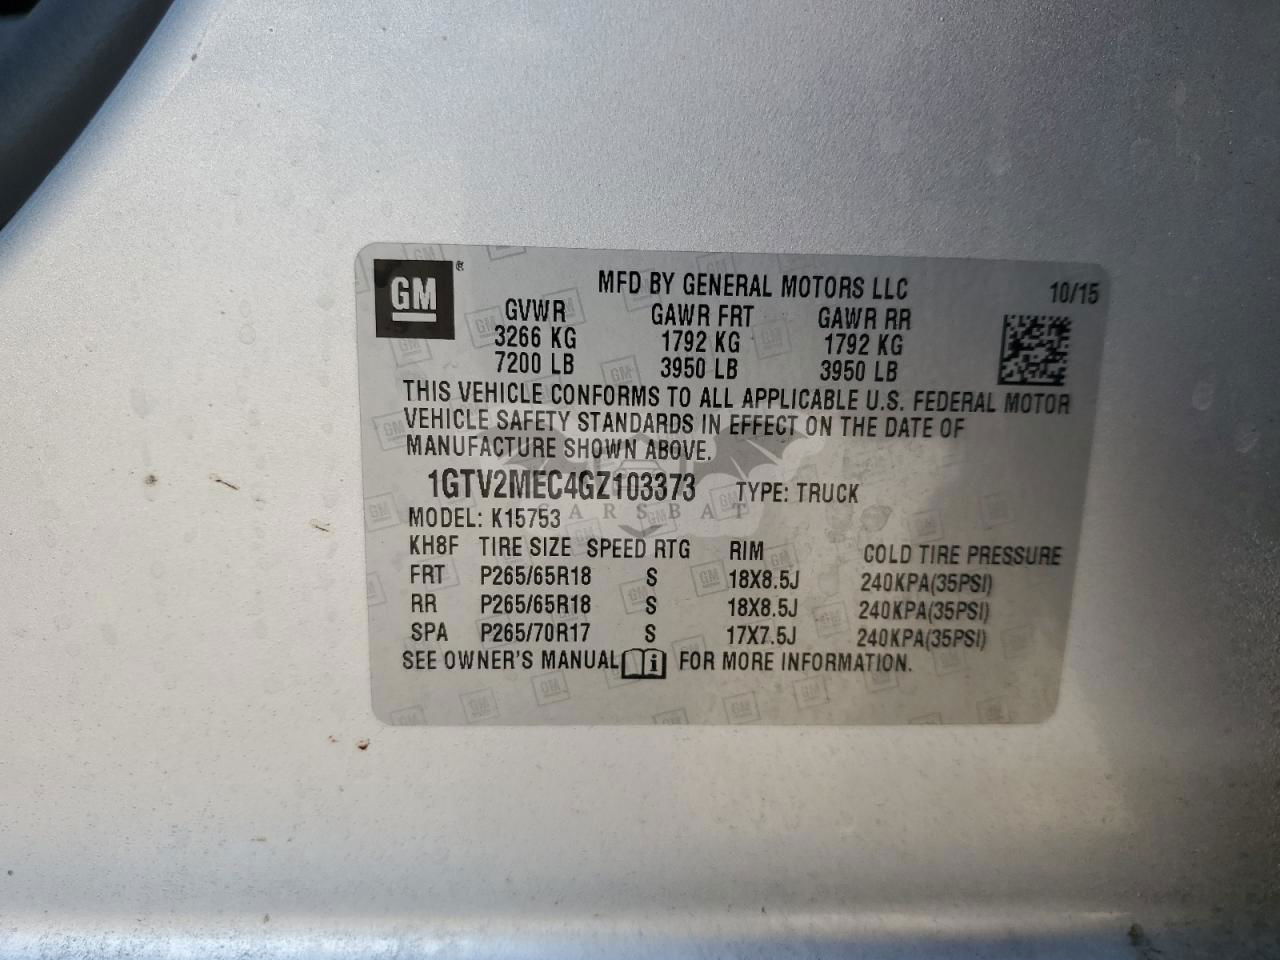 GM®
MFD BY GENERAL MOTORS LLC 10/15
GVWR GAWR FRT GAWR RR
3266 KG 1792 KG 1792 KG
7200 LB 3950 LB 3950 LB
THIS VEHICLE CONFORMS TO ALL APPLICABLE U.S. FEDERAL MOTOR
VEHICLE SAFETY STANDARDS IN EFFECT ON THE DATE OF
MANUFACTURE SHOWN ABOVE.
1GTV2MEC4GZ103373 TYPE: TRUCK
CARSBAT
MODEL: K15753
KH8F TIRE SIZE SPEED RTG RIM COLD TIRE PRESSURE
FRT P265/65R18 S 18X8.5J 240KPA(35PSI)
RR P265/65R18 S 18X8.5J 240KPA(35PSI)
SPA P265/70R17 S 17X7.5J 240KPA(35PSI)
SEE OWNER'S MANUAL i FOR MORE INFORMATION.